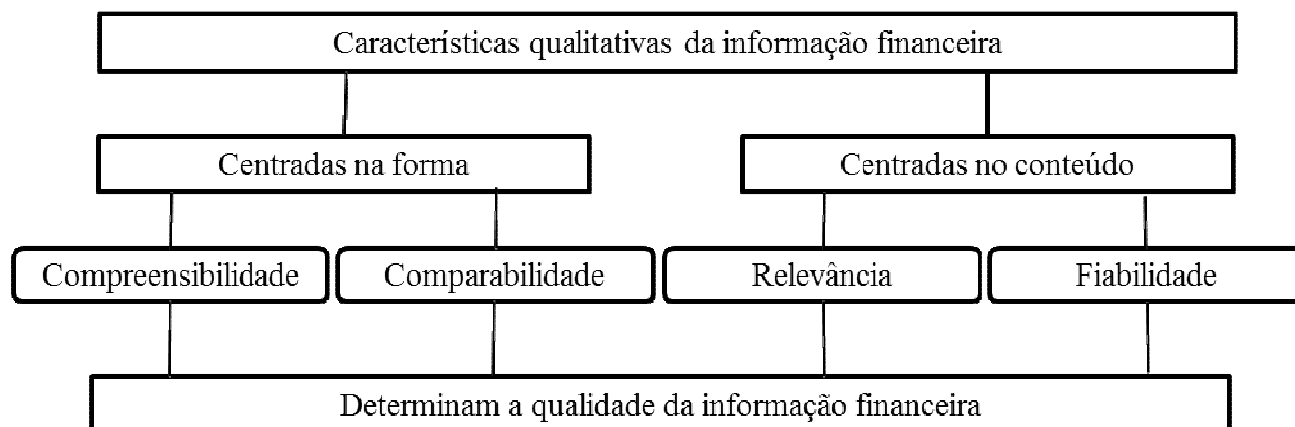 Características qualitativas da informação financeira
Centradas na forma
Centradas no conteúdo
Compreensibilidade
Comparabilidade
Relevância
Fiabilidade
Determinam a qualidade da informação financeira